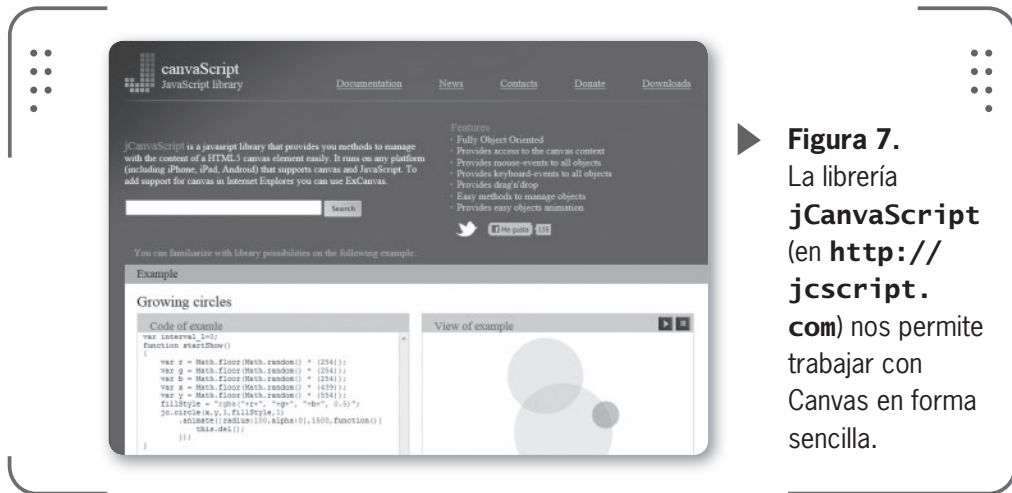 canvaScript
JavaScript library
Documentation News Contacts Donate Downloads
jCanvaScript is a javasript library that provides you methods to manage
with the content of a HTML5 canvas element easily. It runs on any platform
(including iPhone, iPad, Android) that supports canvas and JavaScript. To
add support for canvas in Internet Explorer you can use ExCanvas.
Search
Features
- Fully Object Oriented
- Provides access to the canvas context
- Provides mouse-events to all objects
- Provides keyboard-events to all objects
- Provides drag'n'drop
- Easy methods to manage objects
- Provides easy objects animation
Me gusta 135
You can familiarize with library possibilities on the following example:
Example
Growing circles
Code of examle
var interval_1=0;
function startShow()
{
var r = Math.floor(Math.random() * (254));
var g = Math.floor(Math.random() * (254));
var b = Math.floor(Math.random() * (254));
var x = Math.floor(Math.random() * (439));
var y = Math.floor(Math.random() * (554));
fillStyle = "rgba("+r+", "+g+", "+b+", 0.5)";
jc.circle(x,y,1,fillStyle,1)
.animate({radius:100,alpha:0},1500,function(){
this.del();
});
}
View of example
Figura 7.
La librería
jCanvaScript
(en http://
jcscript.
com) nos permite
trabajar con
Canvas en forma
sencilla.